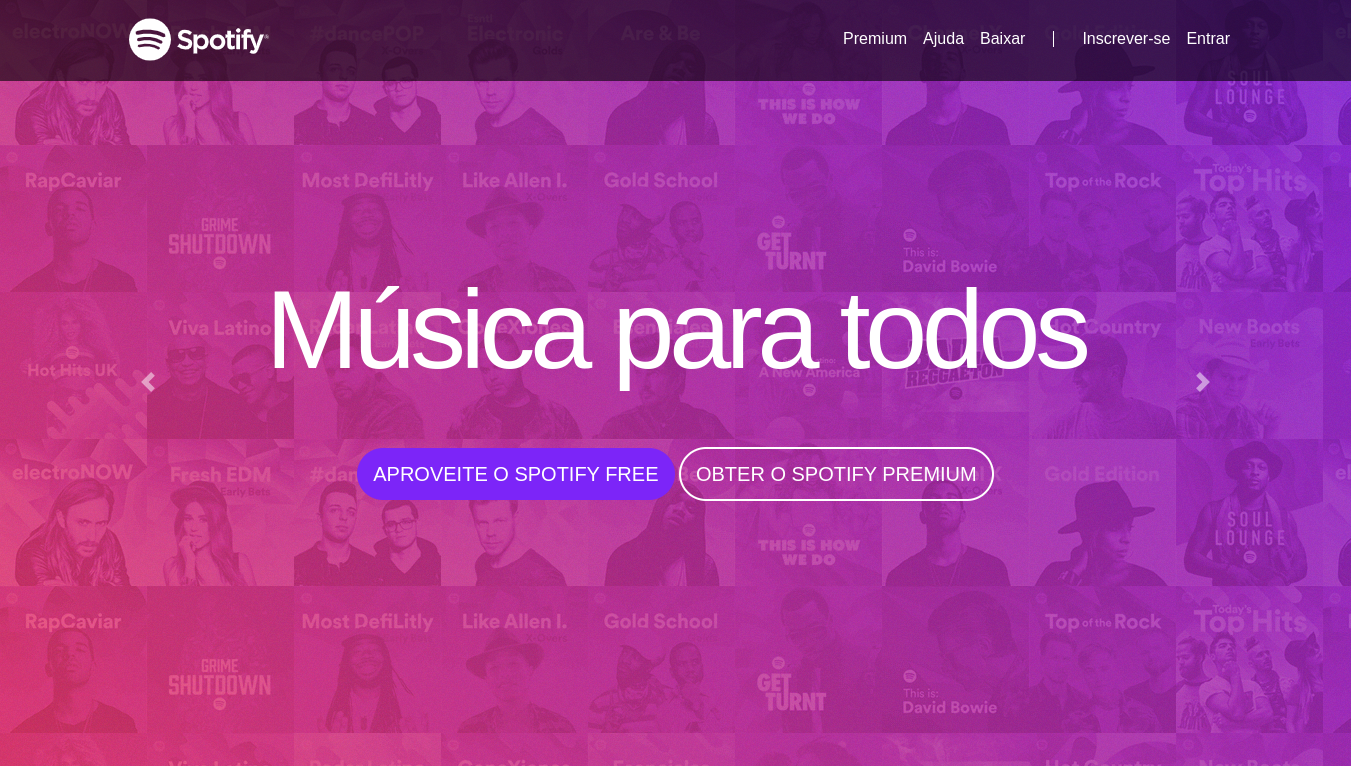 Spotify®
Premium Ajuda Baixar | Inscrever-se Entrar
electroNOW
#dancePOP
Electronic
Are & Be
THIS IS HOW
WE DO
SOUL
LOUNGE
RapCaviar
GRIME
SHUTDOWN
Most DefiLitly
Like Allen I.
Gold School
GET
TURNT
This is:
David Bowie
Top of the Rock
Today's
Top Hits
Hot Hits UK
Viva Latino
Música para todos
A New America
REGGAETON
Hot Country
New Boots
Early Bets
APROVEITE O SPOTIFY FREE
OBTER O SPOTIFY PREMIUM
electroNOW
Fresh EDM
Early Bets
THIS IS HOW
WE DO
Gold Edition
SOUL
LOUNGE
RapCaviar
GRIME
SHUTDOWN
Most DefiLitly
Like Allen I.
Gold School
GET
TURNT
This is:
David Bowie
Top of the Rock
Today's
Top Hits